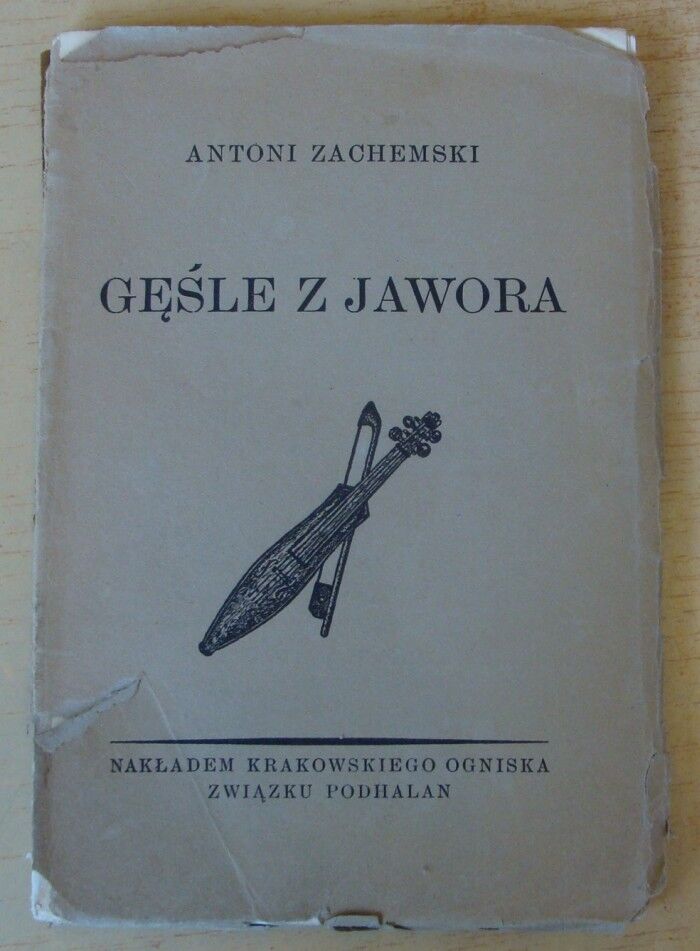 ANTONI ZACHEMSKI
GĘŚLE Z JAWORA
NAKŁADEM KRAKOWSKIEGO OGNISKA
ZWIĄZKU PODHALAN